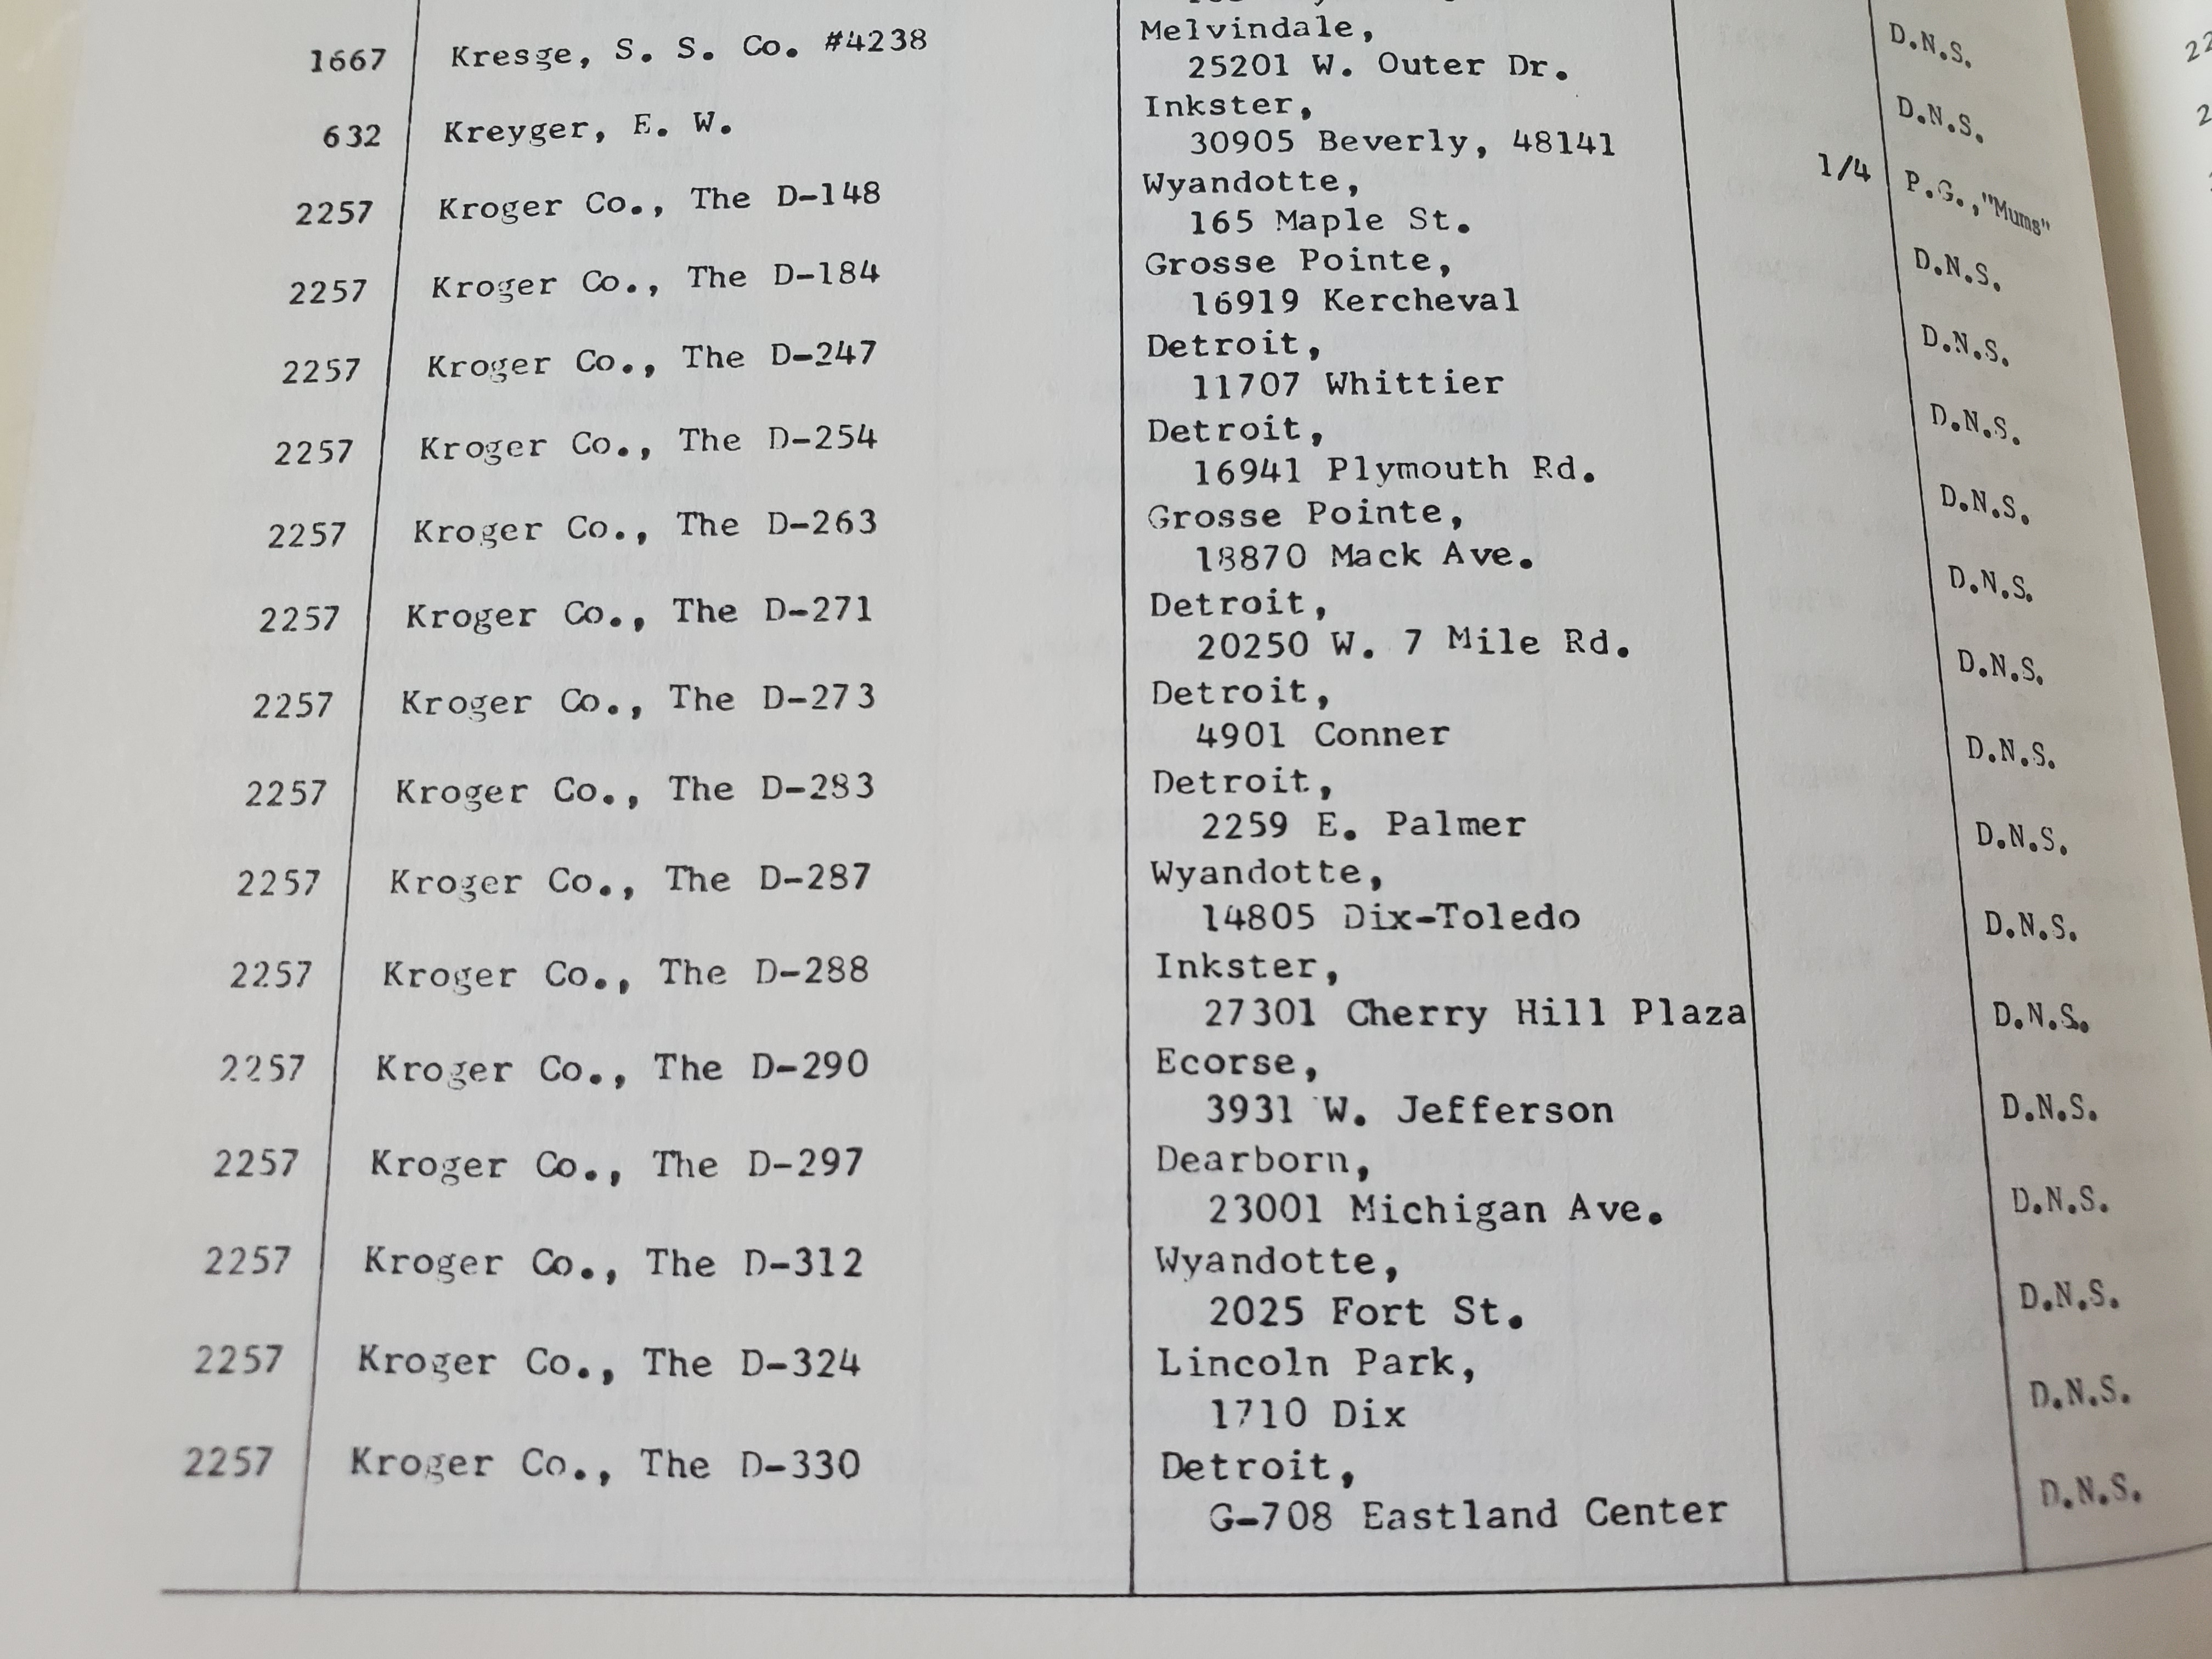 D.N.S.
1667 Kresge, S. S. Co. #4238 Melvindale, D.N.S.
25201 W. Outer Dr.
632 Kreyger, E. W. Inkster, 1/4 P.G.,"Mums"
30905 Beverly, 48141
2257 Kroger Co., The D-148 Wyandotte, D.N.S.
165 Maple St.
2257 Kroger Co., The D-184 Grosse Pointe, D.N.S.
16919 Kercheval
2257 Kroger Co., The D-247 Detroit, D.N.S.
11707 Whittier
2257 Kroger Co., The D-254 Detroit, D.N.S.
16941 Plymouth Rd.
2257 Kroger Co., The D-263 Grosse Pointe, D.N.S.
18870 Mack Ave.
2257 Kroger Co., The D-271 Detroit, D.N.S.
20250 W. 7 Mile Rd.
2257 Kroger Co., The D-273 Detroit, D.N.S.
4901 Conner
2257 Kroger Co., The D-283 Detroit, D.N.S.
2259 E. Palmer
2257 Kroger Co., The D-287 Wyandotte, D.N.S.
14805 Dix-Toledo
2257 Kroger Co., The D-288 Inkster, D.N.S.
27301 Cherry Hill Plaza
2257 Kroger Co., The D-290 Ecorse, D.N.S.
3931 W. Jefferson
2257 Kroger Co., The D-297 Dearborn, D.N.S.
23001 Michigan Ave.
2257 Kroger Co., The D-312 Wyandotte, D.N.S.
2025 Fort St.
2257 Kroger Co., The D-324 Lincoln Park, D.N.S.
1710 Dix
2257 Kroger Co., The D-330 Detroit, D.N.S.
G-708 Eastland Center